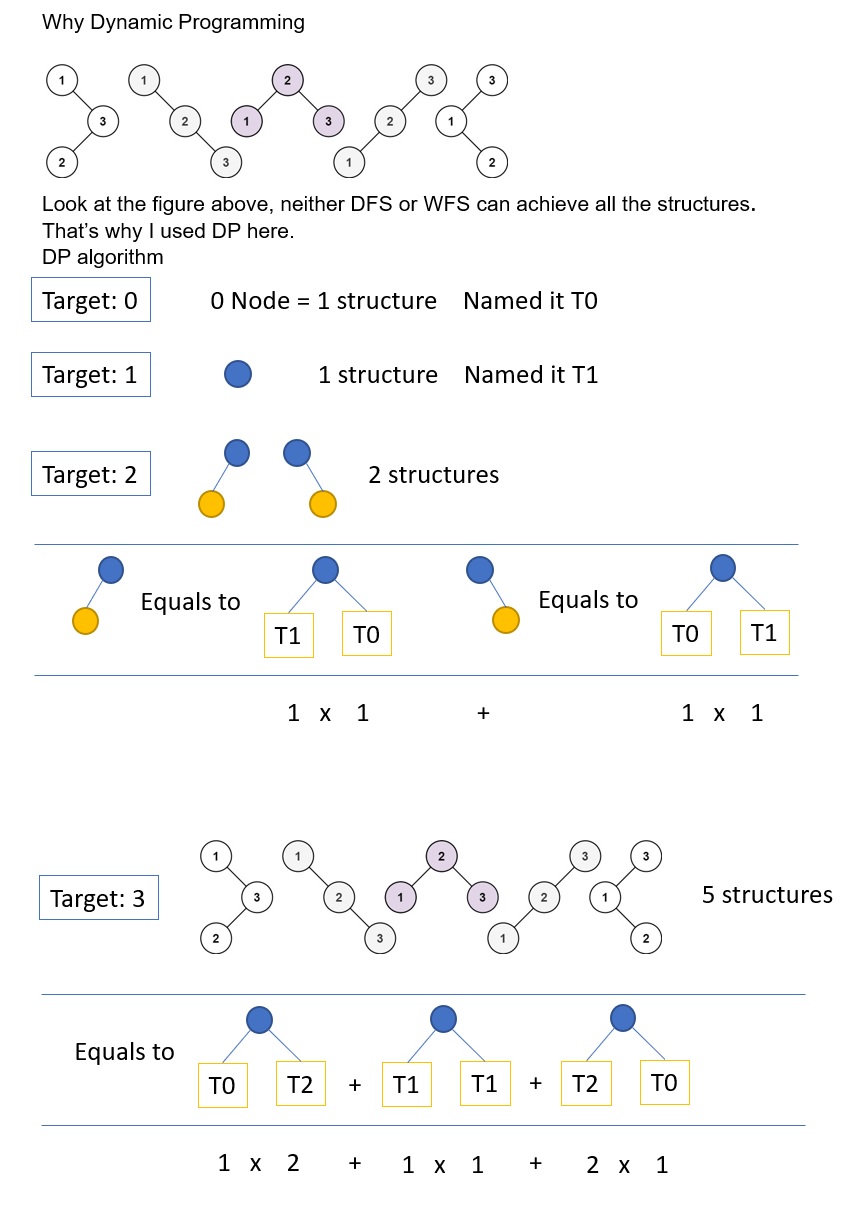 Why Dynamic Programming
1 1 2 3 3
3 2 1 3 2 1
2 3 1 2
Look at the figure above, neither DFS or WFS can achieve all the structures.
That's why I used DP here.
DP algorithm
Target: 0 0 Node = 1 structure Named it T0
Target: 1 1 structure Named it T1
Target: 2 2 structures
Equals to T1 T0 Equals to T0 T1
1 x 1 + 1 x 1
1 1 2 3 3
Target: 3 3 2 1 3 2 1 5 structures
2 3 1 2
Equals to T0 T2 + T1 T1 + T2 T0
1 x 2 + 1 x 1 + 2 x 1